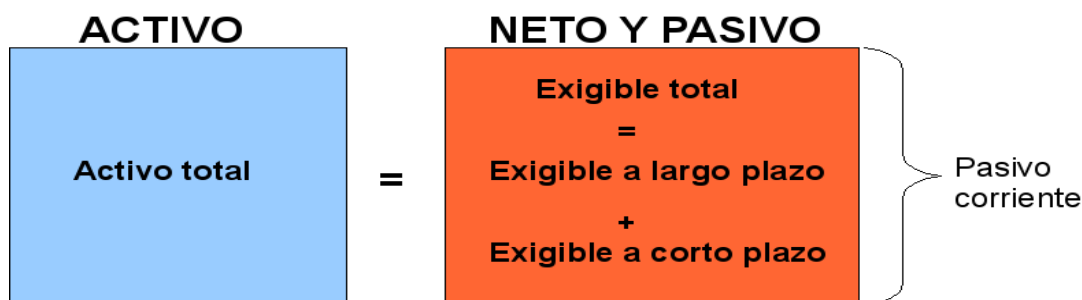 ACTIVO
NETO Y PASIVO
Activo total
=
Exigible total
=
Exigible a largo plazo
+
Exigible a corto plazo
Pasivo
corriente